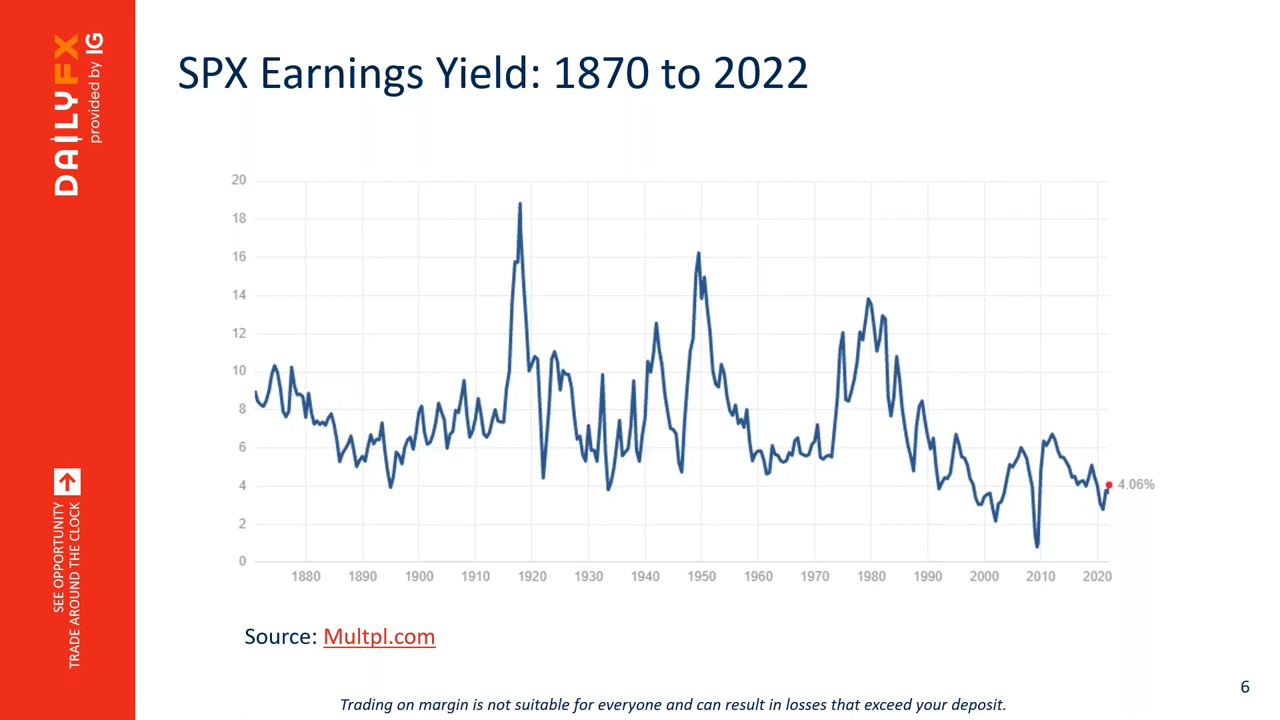 DAILYFX
provided by IG
SEE OPPORTUNITY
TRADE AROUND THE CLOCK
SPX Earnings Yield: 1870 to 2022
20
18
16
14
12
10
8
6
4
2
0
4.06%
1880 1890 1900 1910 1920 1930 1940 1950 1960 1970 1980 1990 2000 2010 2020
Source: Multpl.com
6
Trading on margin is not suitable for everyone and can result in losses that exceed your deposit.